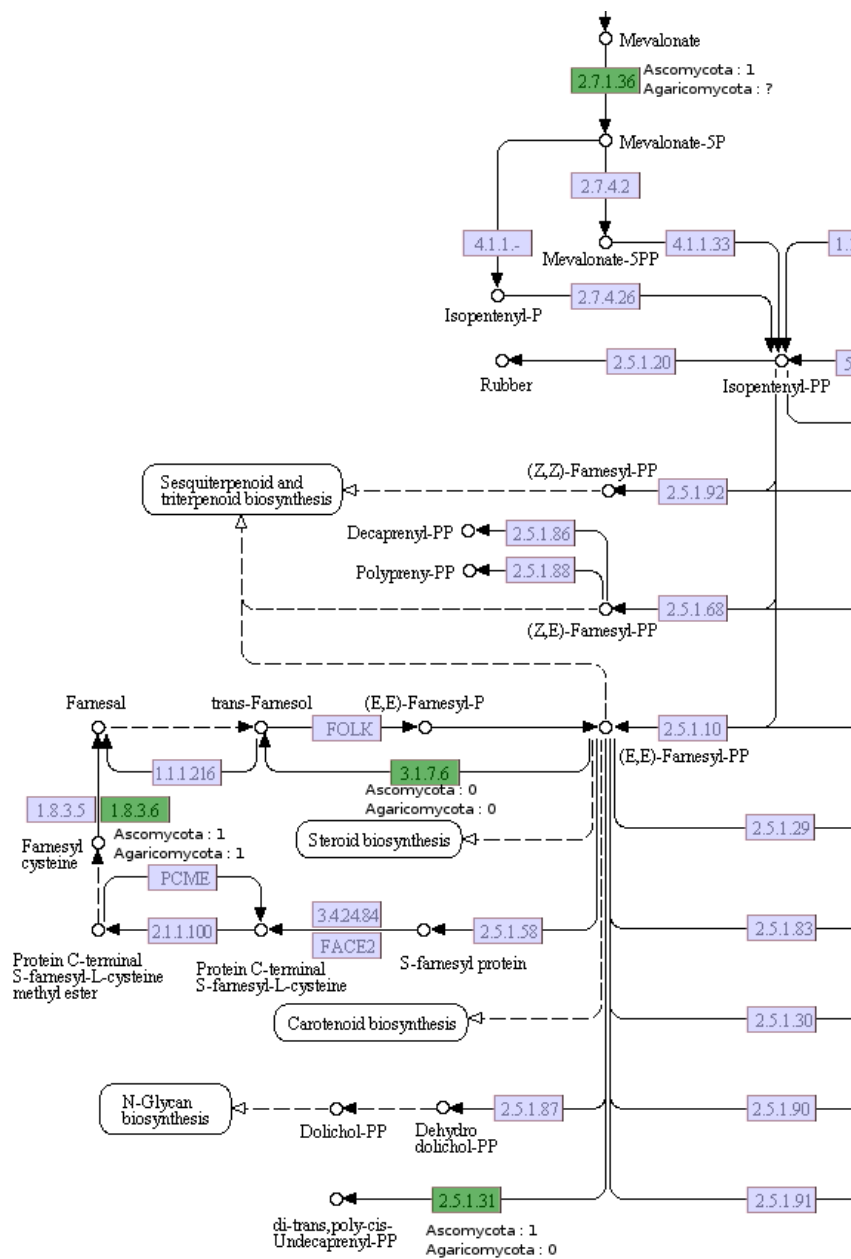 Mevalonate
2.7.1.36
Ascomycota : 1
Agaricomycota : ?
Mevalonate-5P
2.7.4.2
4.1.1.-
Mevalonate-5PP
4.1.1.33
1.
Isopentenyl-P
2.7.4.26
Rubber
2.5.1.20
Isopentenyl-PP
5
Sesquiterpenoid and
triterpenoid biosynthesis
(Z,Z)-Farnesyl-PP
2.5.1.92
Decaprenyl-PP
2.5.1.86
Polypreny-PP
2.5.1.88
(Z,E)-Farnesyl-PP
2.5.1.68
Farnesal
trans-Farnesol
(E,E)-Farnesyl-P
FOLK
2.5.1.10
(E,E)-Farnesyl-PP
1.1.1.216
3.1.7.6
Ascomycota : 0
Agaricomycota : 0
1.8.3.5
1.8.3.6
Ascomycota : 1
Agaricomycota : 1
Farnesyl
cysteine
Steroid biosynthesis
2.5.1.29
PCME
3.4.24.84
2.1.1.100
FACE2
2.5.1.58
2.5.1.83
Protein C-terminal
S-farnesyl-L-cysteine
methyl ester
Protein C-terminal
S-farnesyl-L-cysteine
S-farnesyl protein
Carotenoid biosynthesis
2.5.1.30
N-Glycan
biosynthesis
Dolichol-PP
Dehydro
dolichol-PP
2.5.1.87
2.5.1.90
di-trans,poly-cis-
Undecaprenyl-PP
2.5.1.31
Ascomycota : 1
Agaricomycota : 0
2.5.1.91